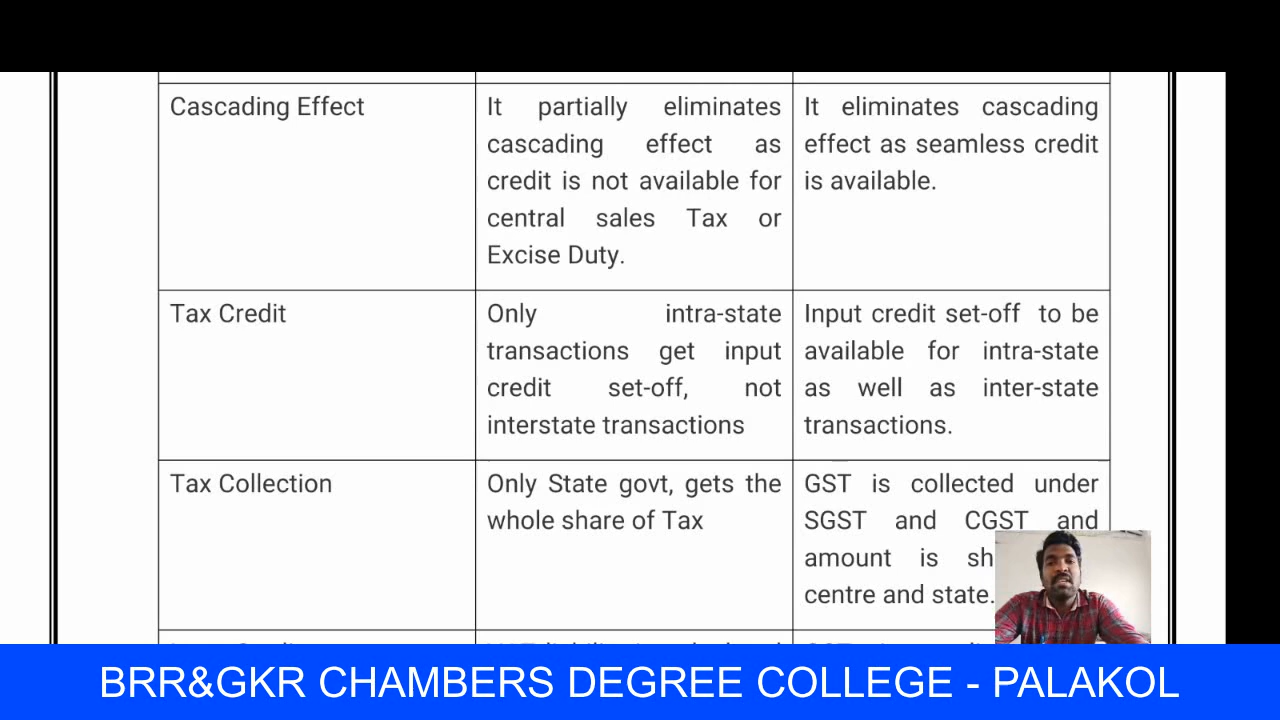 Cascading Effect
It partially eliminates
cascading effect as
credit is not available for
central sales Tax or
Excise Duty.
It eliminates cascading
effect as seamless credit
is available.
Tax Credit
Only intra-state
transactions get input
credit set-off, not
interstate transactions
Input credit set-off to be
available for intra-state
as well as inter-state
transactions.
Tax Collection
Only State govt, gets the
whole share of Tax
GST is collected under
SGST and CGST and
amount is
centre and state.
BRR&GKR CHAMBERS DEGREE COLLEGE - PALAKOL